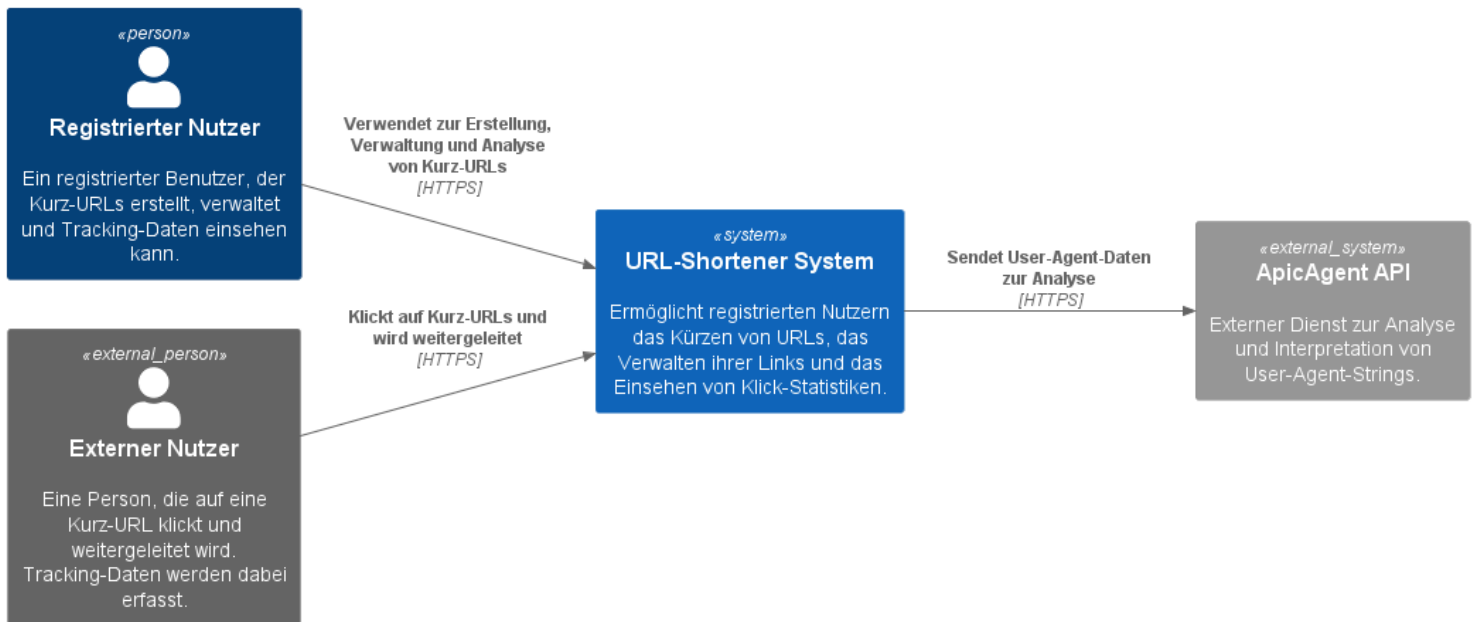 «person»
Registrierter Nutzer
Ein registrierter Benutzer, der
Kurz-URLs erstellt, verwaltet
und Tracking-Daten einsehen
kann.
Verwendet zur Erstellung,
Verwaltung und Analyse
von Kurz-URLs
[HTTPS]
«external_person»
Externer Nutzer
Eine Person, die auf eine
Kurz-URL klickt und
weitergeleitet wird.
Tracking-Daten werden dabei
erfasst.
Klickt auf Kurz-URLs und
wird weitergeleitet
[HTTPS]
«system»
URL-Shortener System
Ermöglicht registrierten Nutzern
das Kürzen von URLs, das
Verwalten ihrer Links und das
Einsehen von Klick-Statistiken.
Sendet User-Agent-Daten
zur Analyse
[HTTPS]
«external_system»
ApicAgent API
Externer Dienst zur Analyse
und Interpretation von
User-Agent-Strings.